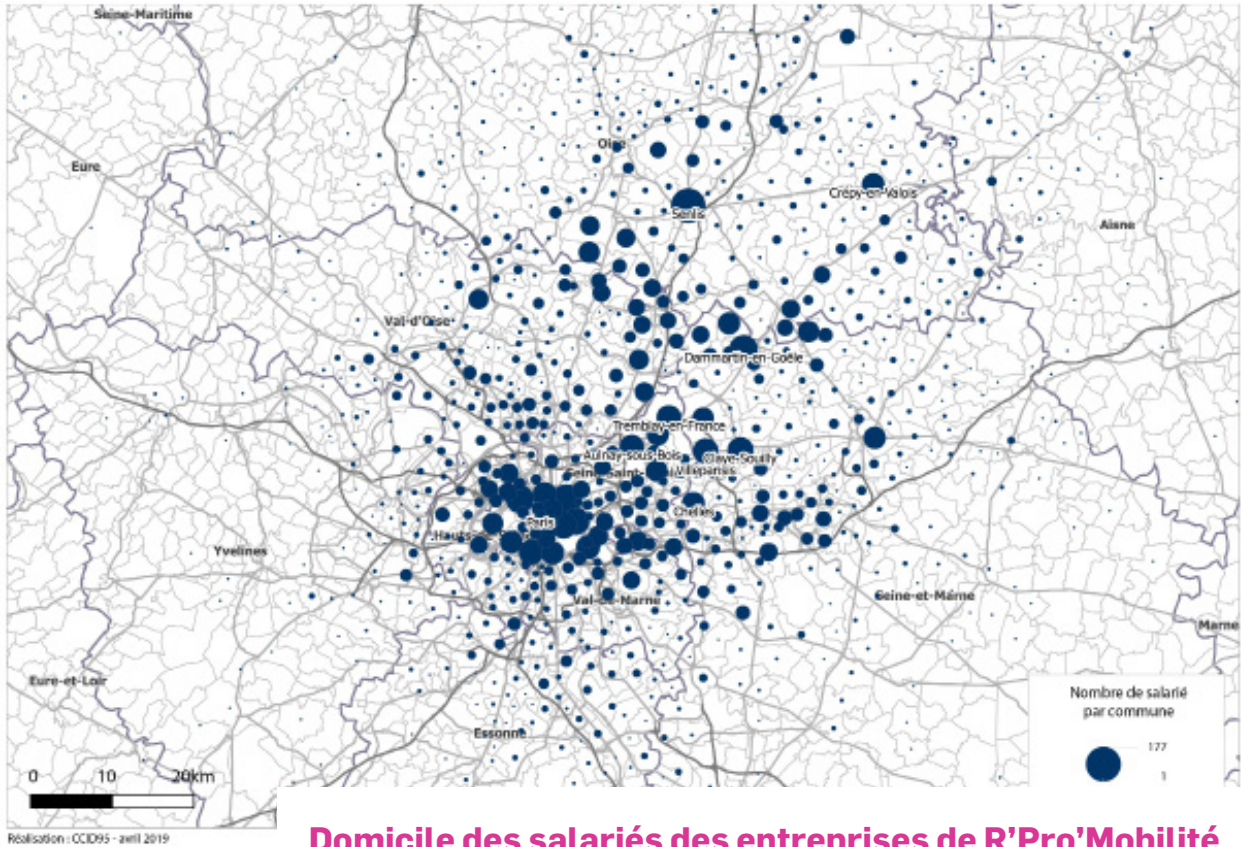 Seine-Maritime
Oise
Eure
Crépy-en-Valois
Senlis
Aisne
Val-d'Oise
Dammartin-en-Goële
Tremblay-en-France
Aulnay-sous-Bois
Claye-Souilly
Villeparisis
Chelles
Paris
Yvelines
Val-de-Marne
Seine-et-Marne
Marne
Eure-et-Loir
Nombre de salarié
par commune
177
1
Essonne
0 10 20km
Réalisation : CCID95 - avril 2019
Domicile des salariés des entreprises de R'Pro'Mobilité